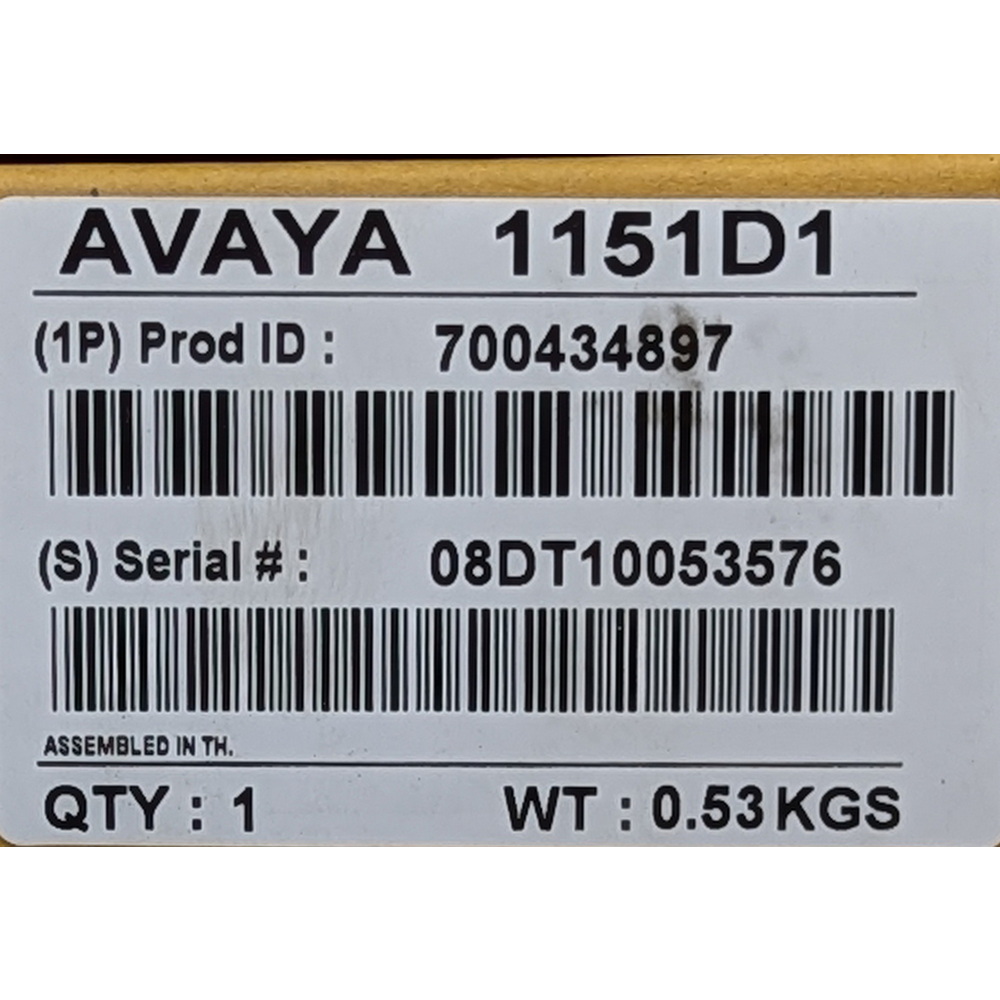 AVAYA 1151D1
(1P) Prod ID : 700434897
(S) Serial # : 08DT10053576
ASSEMBLED IN TH.
QTY : 1 WT : 0.53KGS